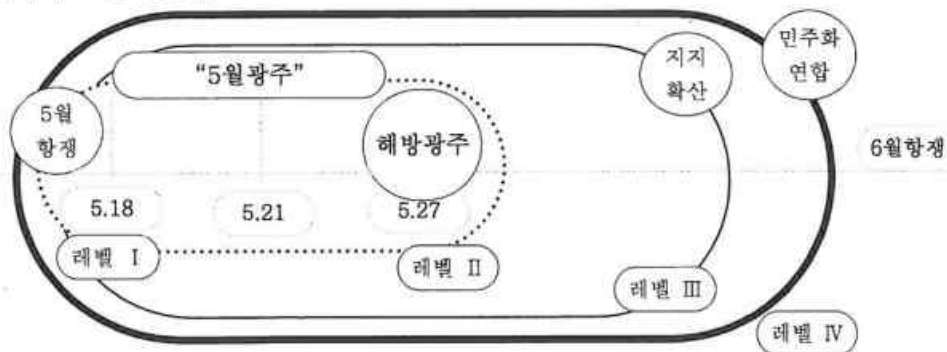 "5월광주"
5월
항쟁
해방광주
지지
확산
민주화
연합
6월항쟁
5.18
5.21
5.27
레벨 Ⅰ
레벨 Ⅱ
레벨 Ⅲ
레벨 Ⅳ